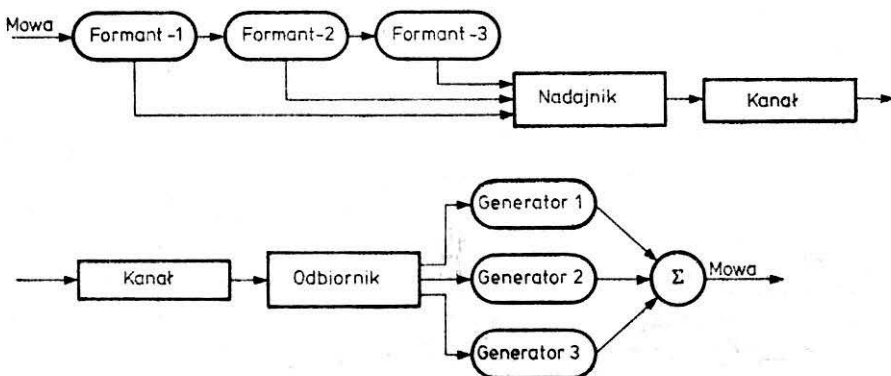 Mowa
Formant-1
Formant-2
Formant-3
Nadajnik
Kanał
Kanał
Odbiornik
Generator 1
Generator 2
Generator 3
Σ
Mowa